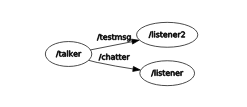 /testmsg
/listener2
/talker
/chatter
/listener